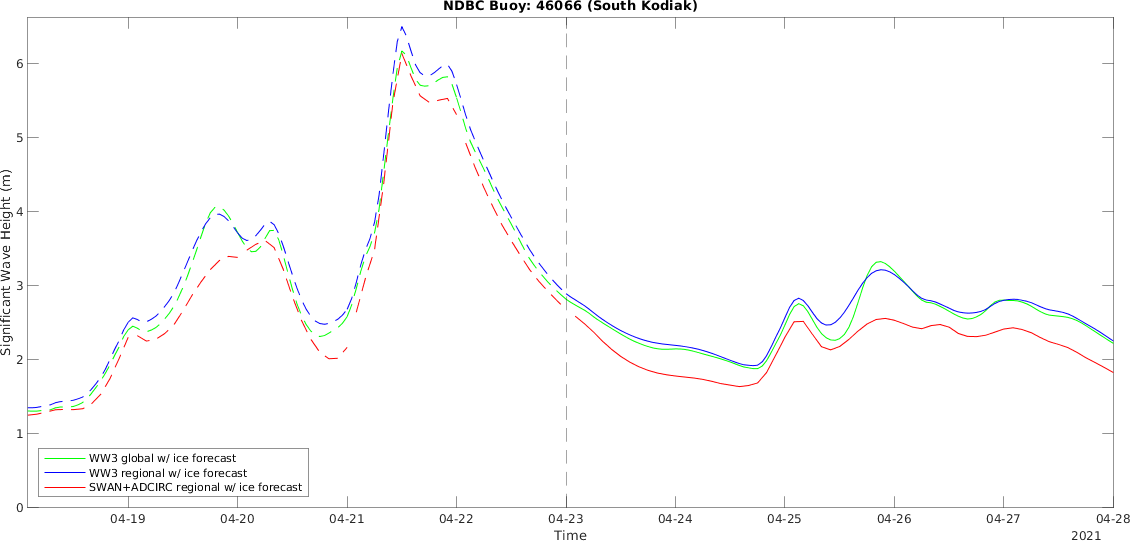 NDBC Buoy: 46066 (South Kodiak)
Significant Wave Height (m)
6
5
4
3
2
1
0
WW3 global w/ ice forecast
WW3 regional w/ ice forecast
SWAN+ADCIRC regional w/ ice forecast
04-19 04-20 04-21 04-22 04-23 04-24 04-25 04-26 04-27 04-28
Time
2021